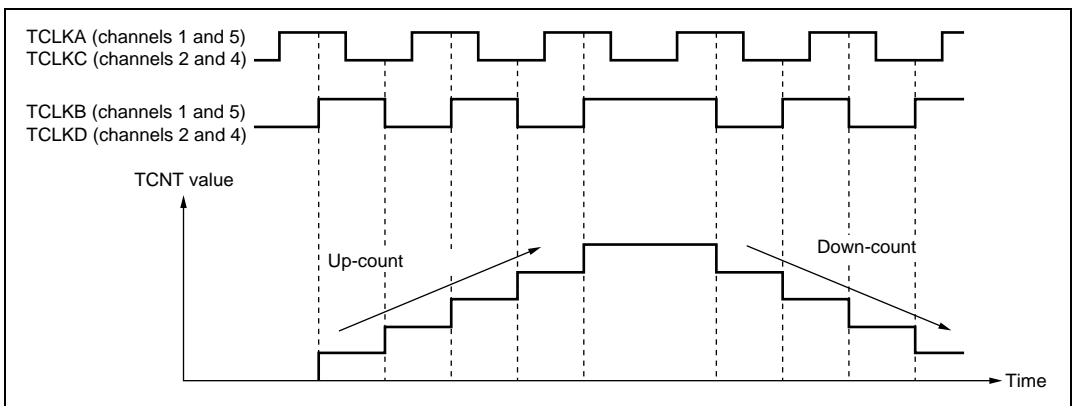 TCLKA (channels 1 and 5)
TCLKC (channels 2 and 4)
TCLKB (channels 1 and 5)
TCLKD (channels 2 and 4)
TCNT value
Up-count
Down-count
Time